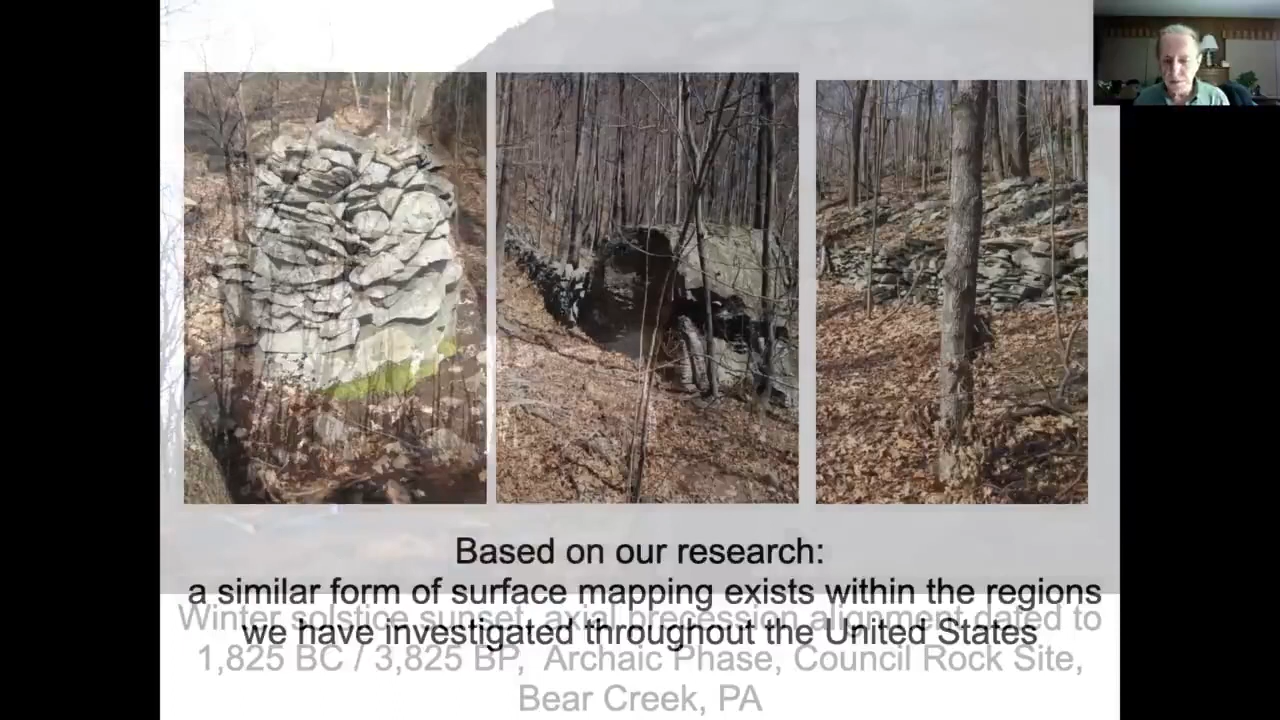 Based on our research:
a similar form of surface mapping exists within the regions
we have investigated throughout the United States
Winter solstice sunset, axial precession alignment dated to
1,825 BC / 3,825 BP, Archaic Phase, Council Rock Site,
Bear Creek, PA